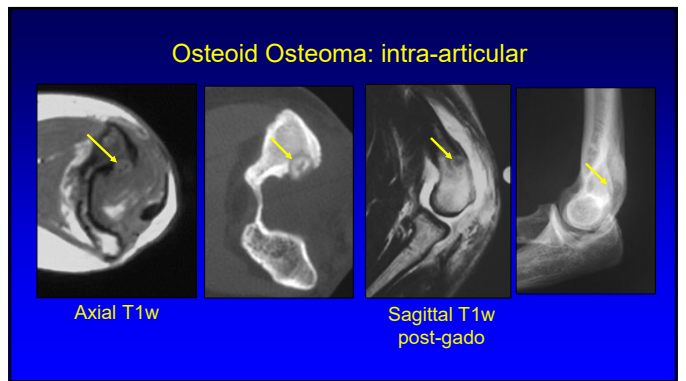 Osteoid Osteoma: intra-articular
Axial T1w
Sagittal T1w
post-gado